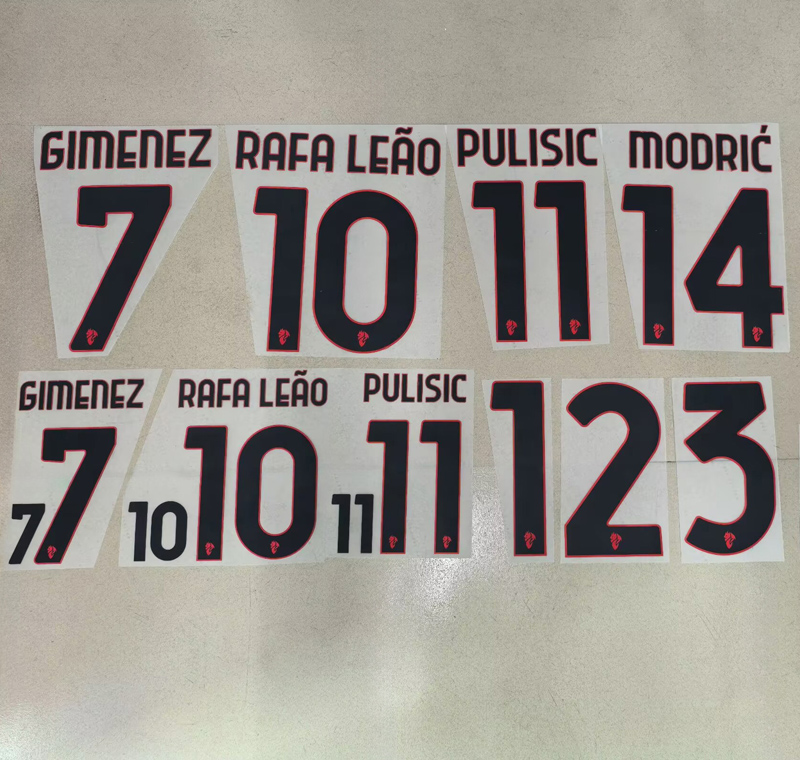 GIMENEZ
7
RAFA LEÃO
10
PULISIC
11
MODRIĆ
14
GIMENEZ
7
7
RAFA LEÃO
10
10
PULISIC
11
11
1
2
3